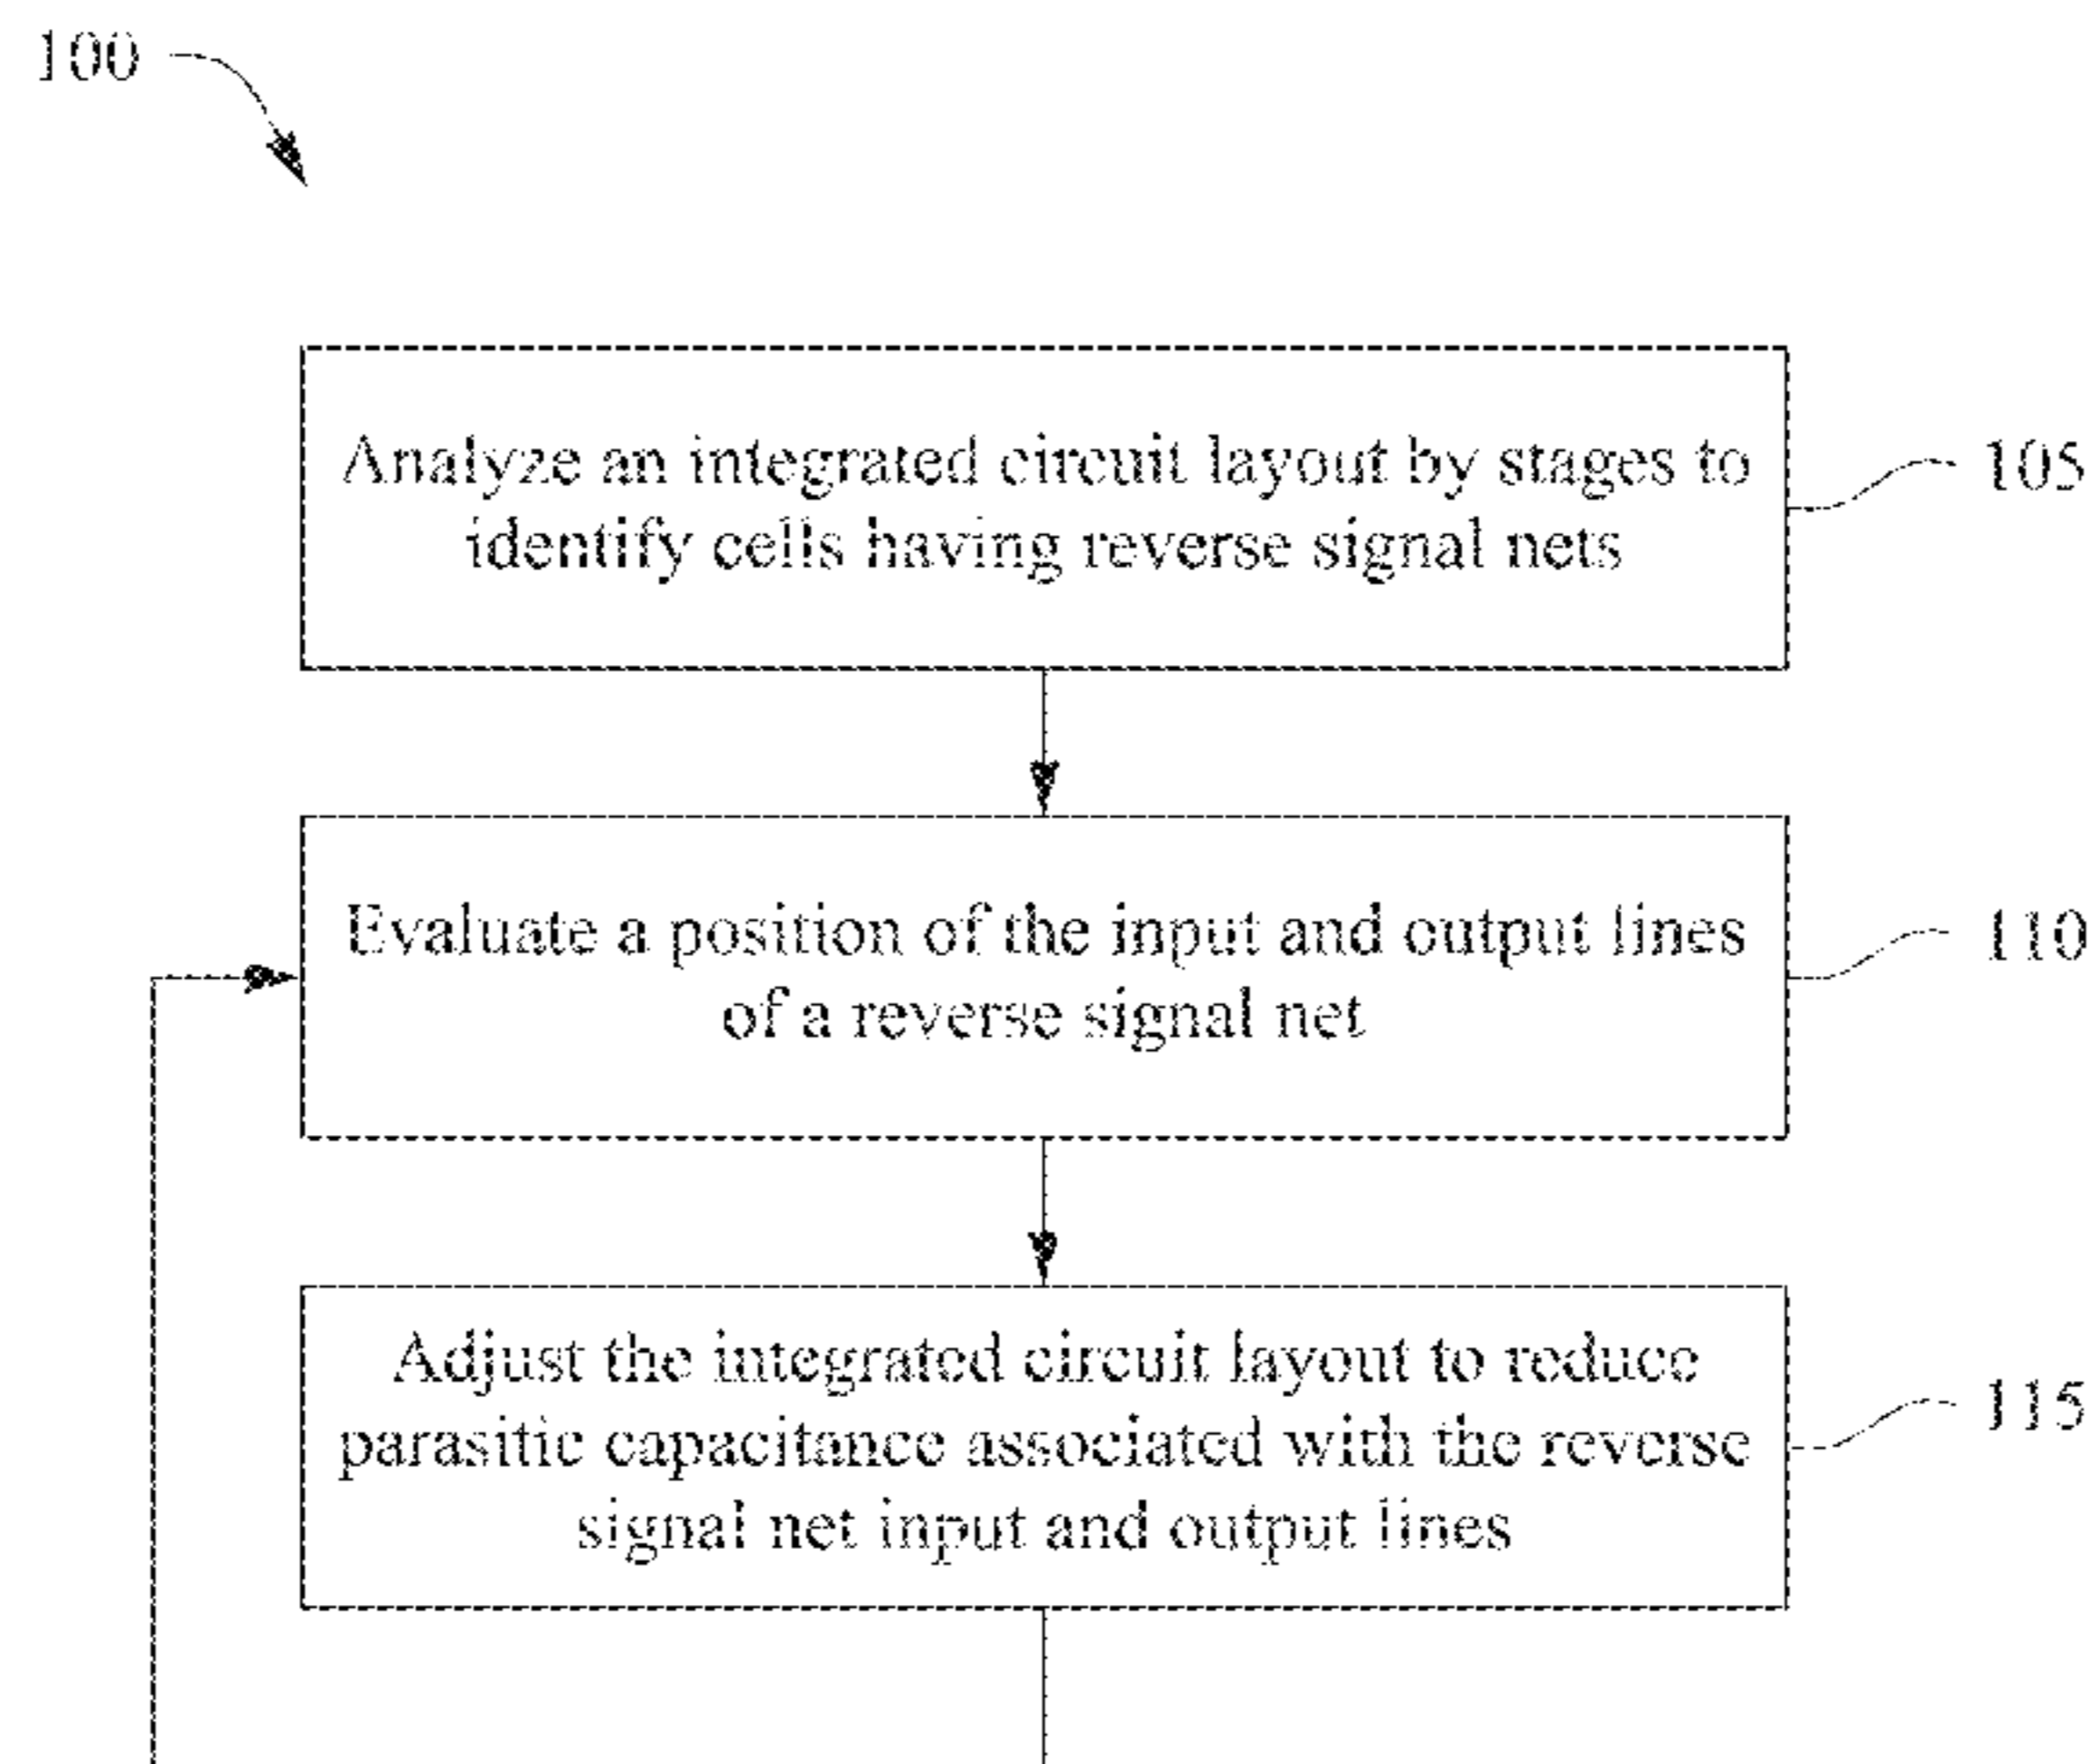 100
Analyze an integrated circuit layout by stages to
identify cells having reverse signal nets
105
Evaluate a position of the input and output lines
of a reverse signal net
110
Adjust the integrated circuit layout to reduce
parasitic capacitance associated with the reverse
signal net input and output lines
115